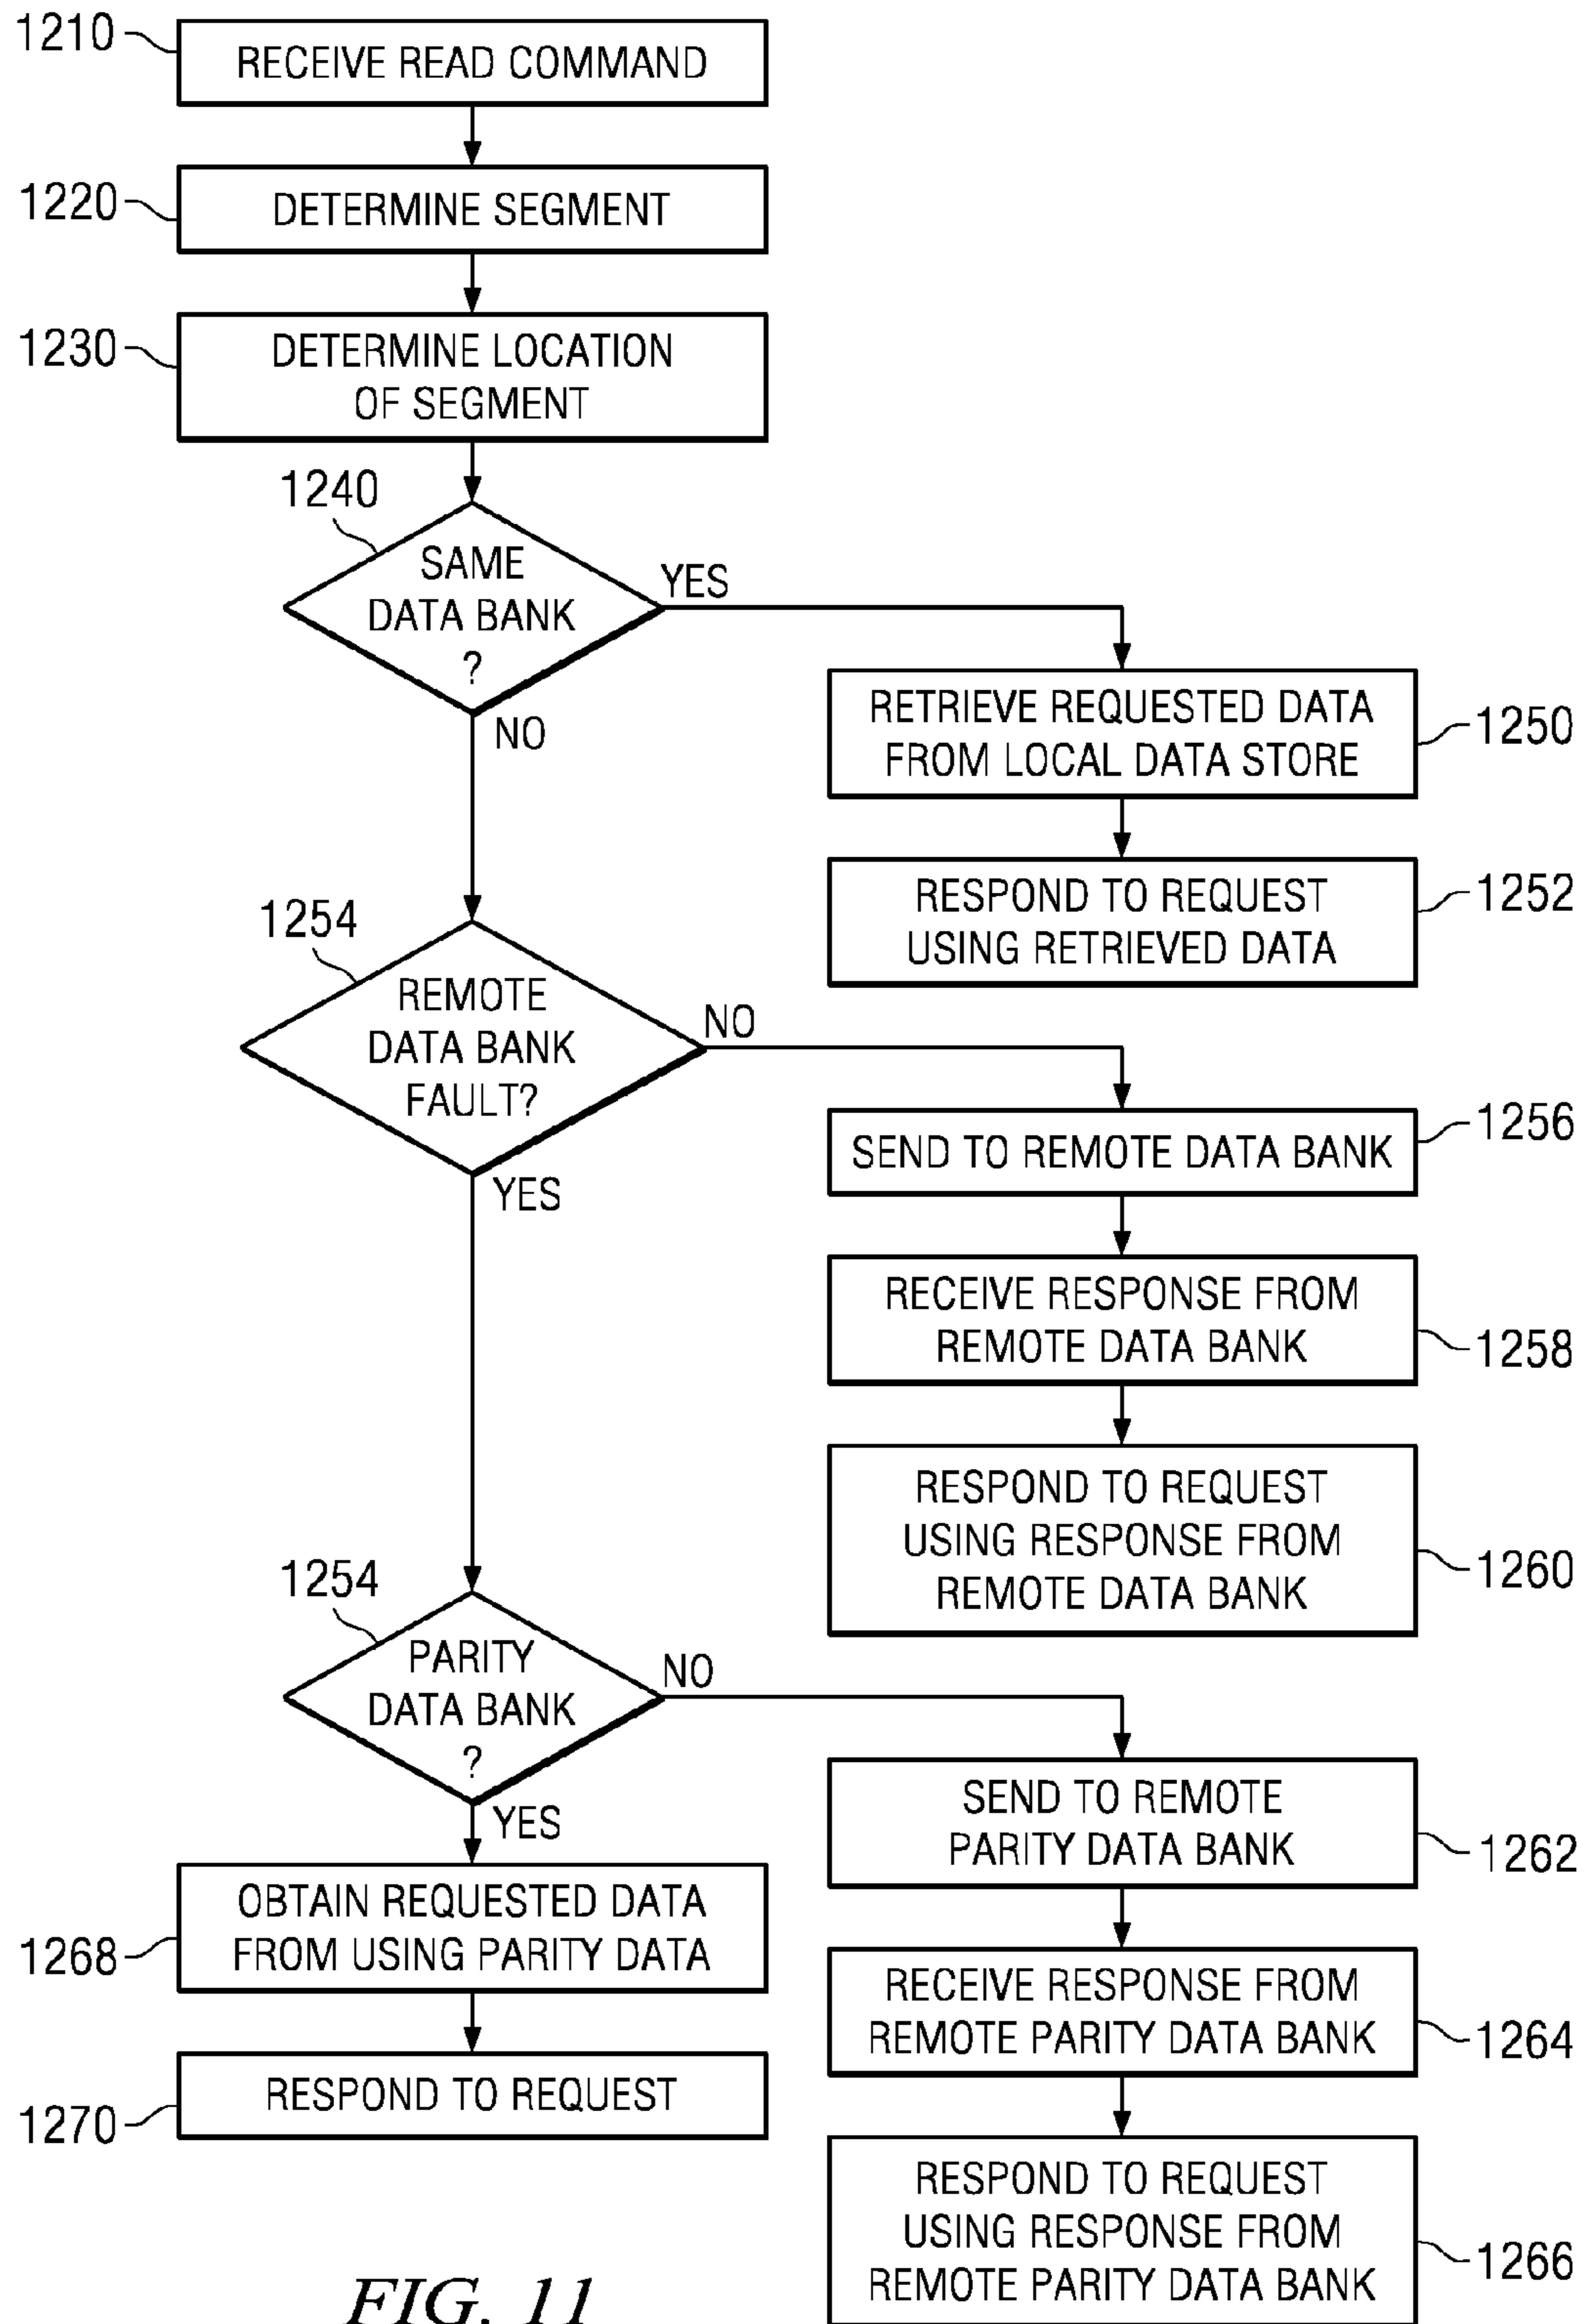 1210
RECEIVE READ COMMAND
1220
DETERMINE SEGMENT
1230
DETERMINE LOCATION
OF SEGMENT
1240
SAME
DATA BANK
?
YES
NO
RETRIEVE REQUESTED DATA
FROM LOCAL DATA STORE
1250
RESPOND TO REQUEST
USING RETRIEVED DATA
1252
1254
REMOTE
DATA BANK
FAULT?
NO
YES
SEND TO REMOTE DATA BANK
1256
RECEIVE RESPONSE FROM
REMOTE DATA BANK
1258
RESPOND TO REQUEST
USING RESPONSE FROM
REMOTE DATA BANK
1260
1254
PARITY
DATA BANK
?
NO
YES
SEND TO REMOTE
PARITY DATA BANK
1262
RECEIVE RESPONSE FROM
REMOTE PARITY DATA BANK
1264
RESPOND TO REQUEST
USING RESPONSE FROM
REMOTE PARITY DATA BANK
1266
1268
OBTAIN REQUESTED DATA
FROM USING PARITY DATA
1270
RESPOND TO REQUEST
FIG. 11